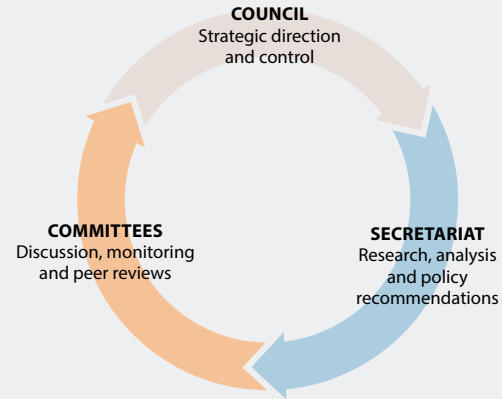 COUNCIL
Strategic direction
and control
COMMITTEES
Discussion, monitoring
and peer reviews
SECRETARIAT
Research, analysis
and policy
recommendations